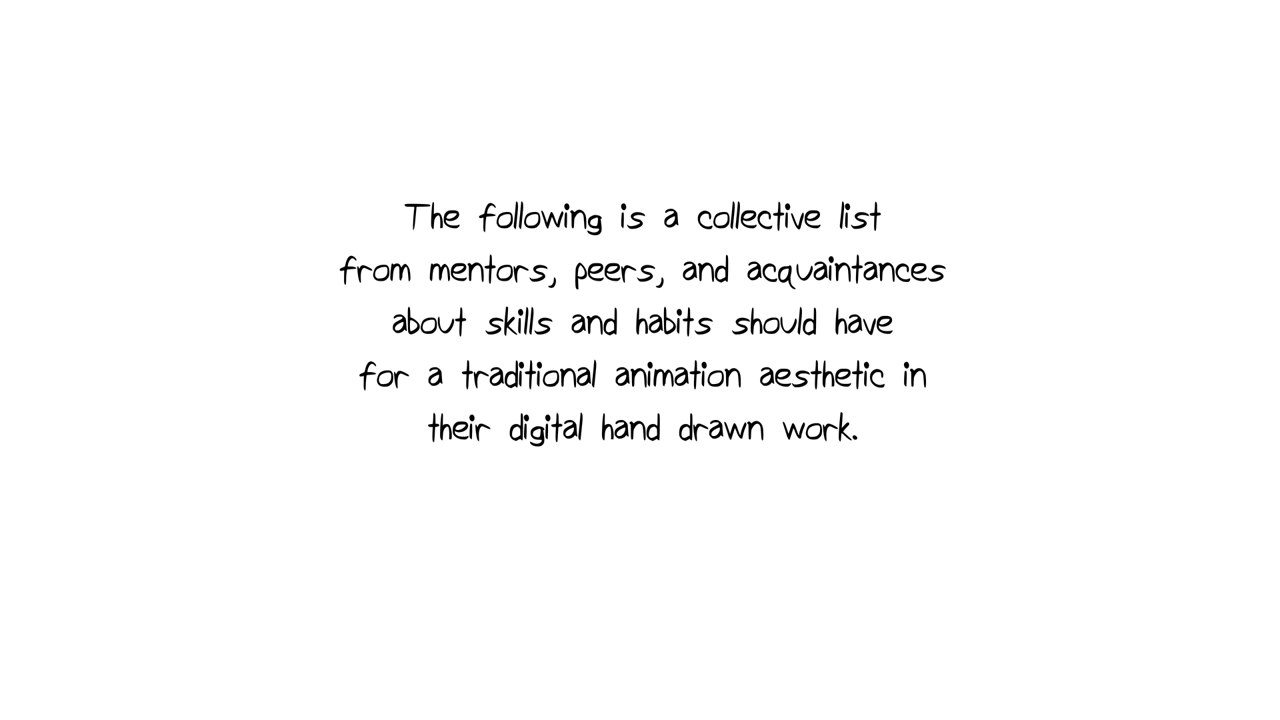 The following is a collective list
from mentors, peers, and acquaintances
about skills and habits should have
for a traditional animation aesthetic in
their digital hand drawn work.